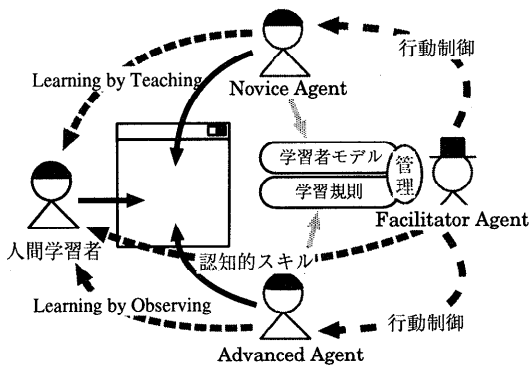 行動制御
Learning by Teaching
Novice Agent
学習者モデル
管理
学習規則
Facilitator Agent
人間学習者
認知的スキル
Learning by Observing
行動制御
Advanced Agent